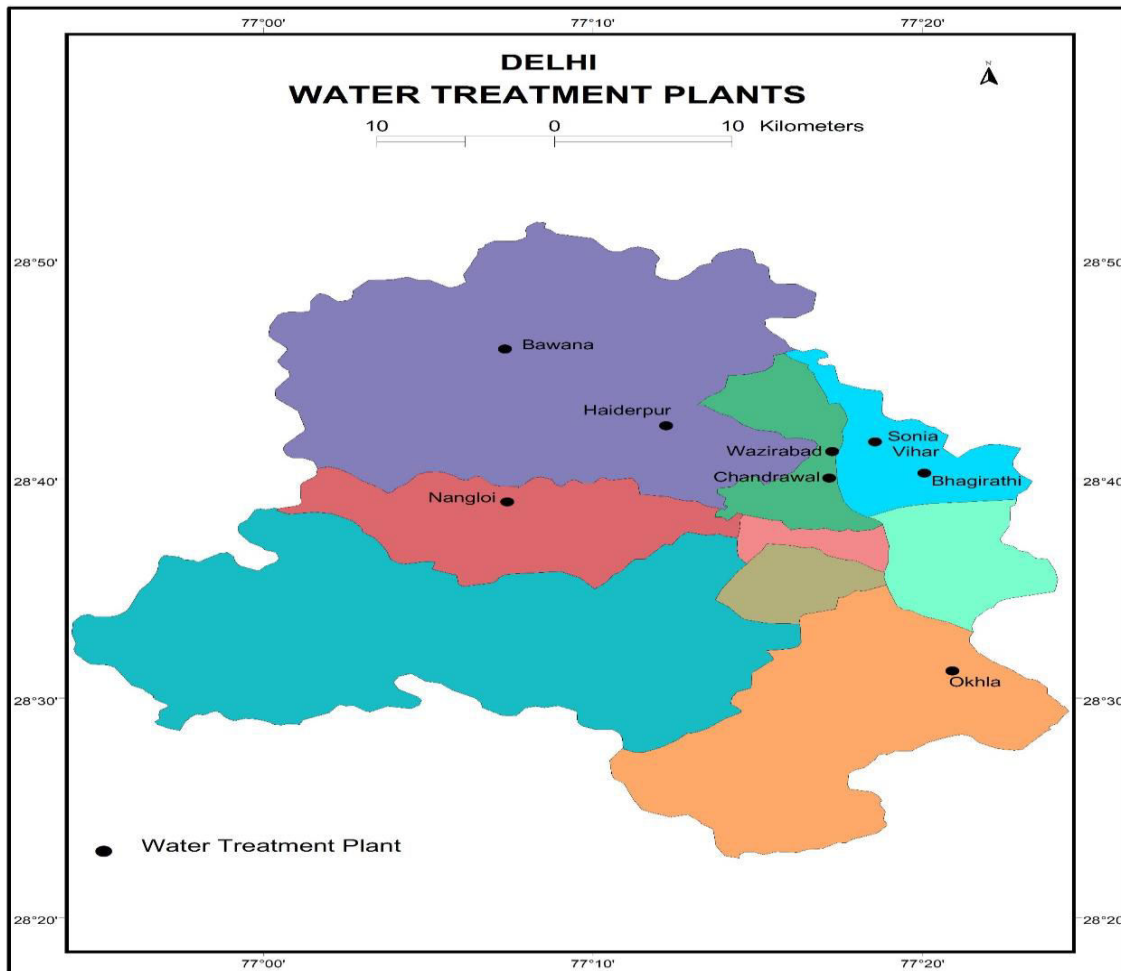 77°00' 77°10' 77°20'
N
DELHI
WATER TREATMENT PLANTS
10 0 10 Kilometers
28°50' 28°50'
Bawana
Haiderpur
Sonia
Wazirabad
Vihar
Chandrawal
Bhagirathi
28°40' 28°40'
Nangloi
Okhla
28°30' 28°30'
Water Treatment Plant
28°20' 28°20'
77°00' 77°10' 77°20'